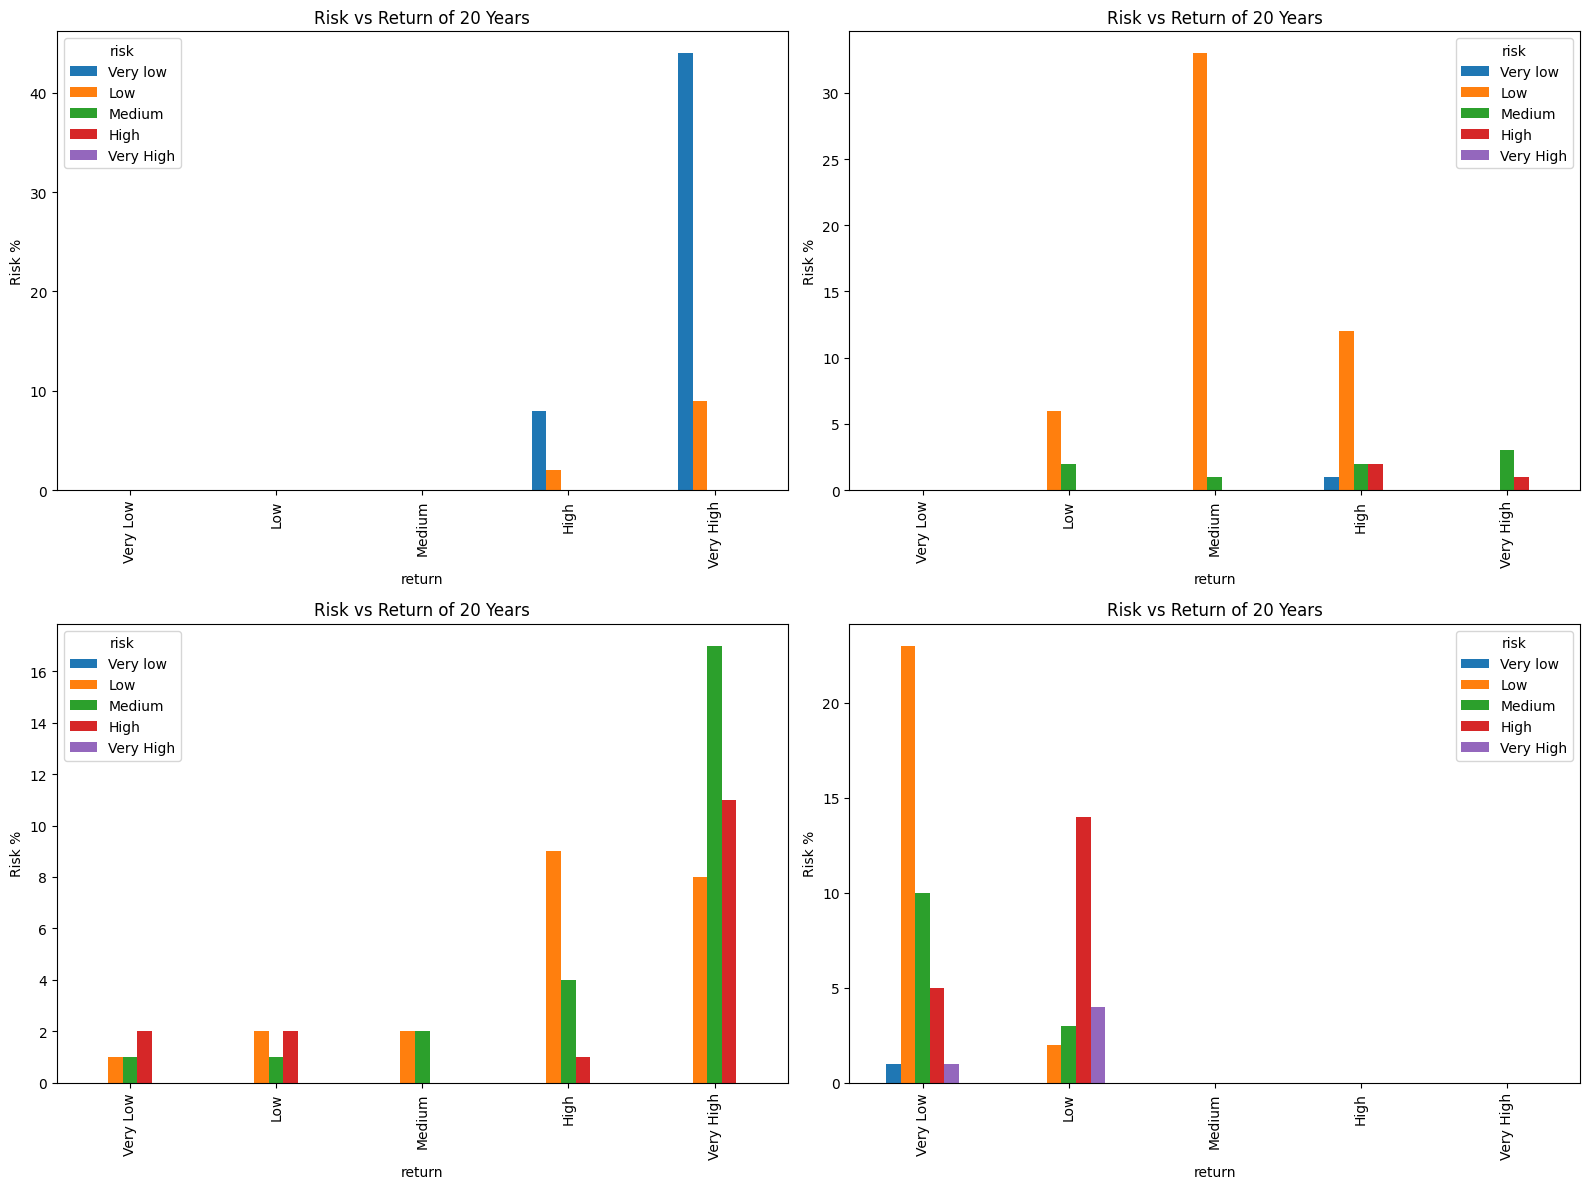 Risk vs Return of 20 Years
risk
Very low
Low
Medium
High
Very High
40
30
20
10
0
Risk %
Very Low
Low
Medium
High
Very High
return
Risk vs Return of 20 Years
risk
Very low
Low
Medium
High
Very High
30
25
20
15
10
5
0
Risk %
Very Low
Low
Medium
High
Very High
return
Risk vs Return of 20 Years
risk
Very low
Low
Medium
High
Very High
16
14
12
10
8
6
4
2
0
Risk %
Very Low
Low
Medium
High
Very High
return
Risk vs Return of 20 Years
risk
Very low
Low
Medium
High
Very High
20
15
10
5
0
Risk %
Very Low
Low
Medium
High
Very High
return